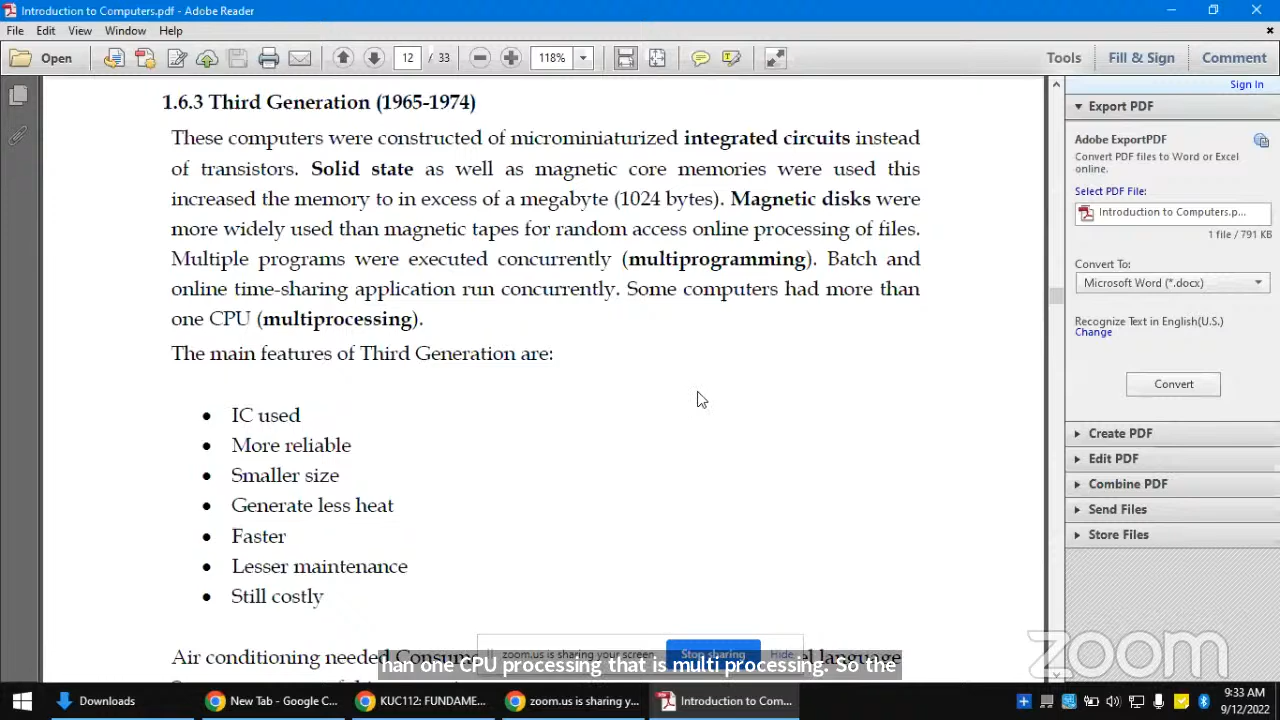 Introduction to Computers.pdf - Adobe Reader
File Edit View Window Help
Open 12 / 33 118% Tools Fill & Sign Comment
Sign In
1.6.3 Third Generation (1965-1974)
These computers were constructed of microminiaturized integrated circuits instead
of transistors. Solid state as well as magnetic core memories were used this
increased the memory to in excess of a megabyte (1024 bytes). Magnetic disks were
more widely used than magnetic tapes for random access online processing of files.
Multiple programs were executed concurrently (multiprogramming). Batch and
online time-sharing application run concurrently. Some computers had more than
one CPU (multiprocessing).
The main features of Third Generation are:
• IC used
• More reliable
• Smaller size
• Generate less heat
• Faster
• Lesser maintenance
• Still costly
Air conditioning needed language
zoom.us is sharing your screen. Stop sharing Hide
han one CPU processing that is multi processing. So the
Export PDF
Adobe ExportPDF
Convert PDF files to Word or Excel
online.
Select PDF File:
Introduction to Computers.p...
1 file / 791 KB
Convert To:
Microsoft Word (*.docx)
Recognize Text in English(U.S.)
Change
Convert
Create PDF
Edit PDF
Combine PDF
Send Files
Store Files
zoom
Downloads
New Tab - Google C...
KUC112: FUNDAME...
zoom.us is sharing y...
Introduction to Com...
9:33 AM
9/12/2022